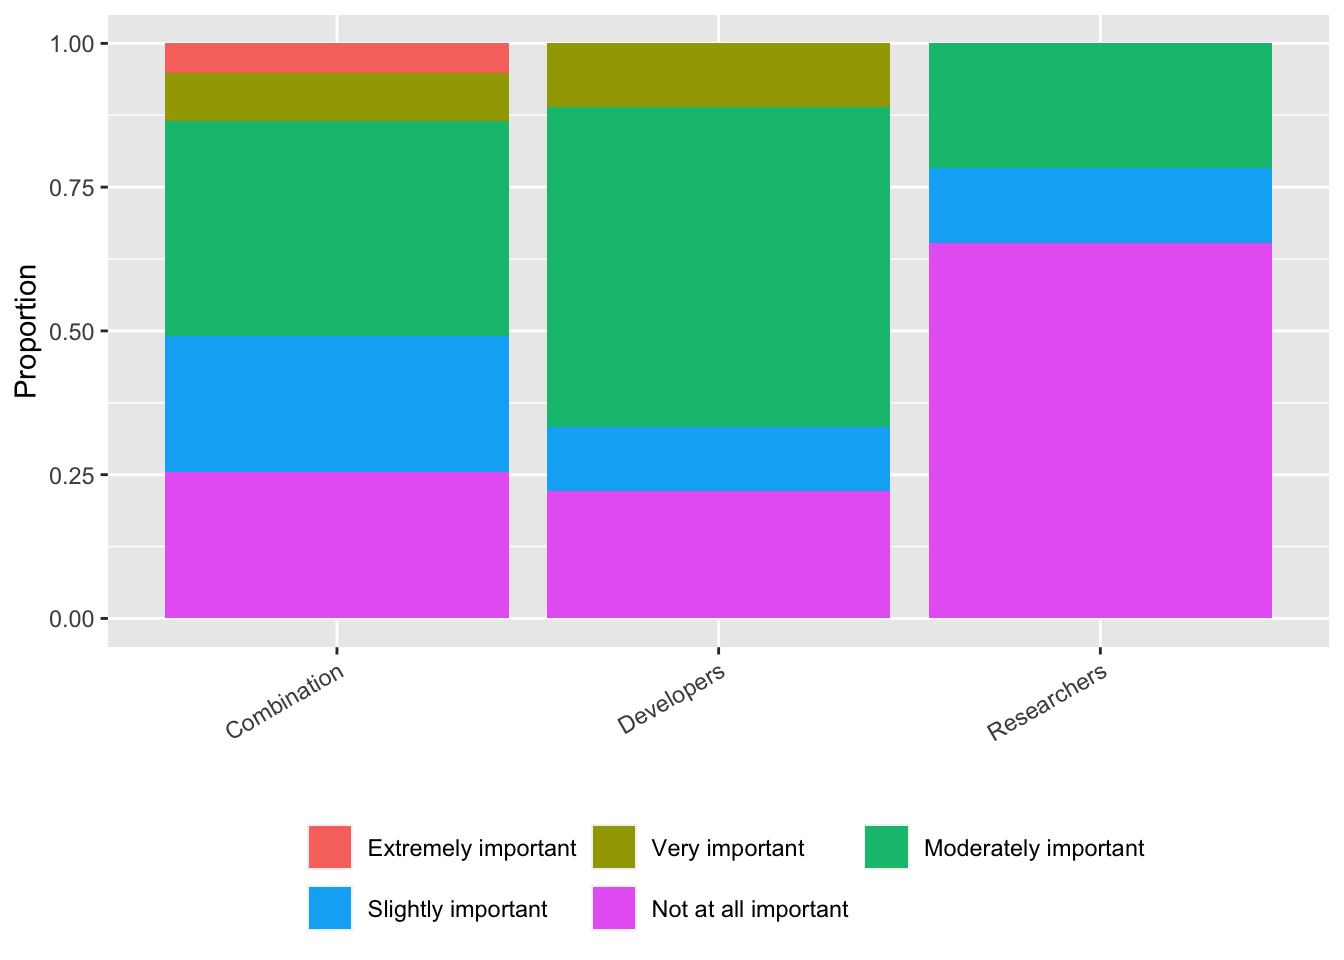 1.00
0.75
0.50
0.25
0.00
Proportion
Combination
Developers
Researchers
Extremely important
Very important
Moderately important
Slightly important
Not at all important